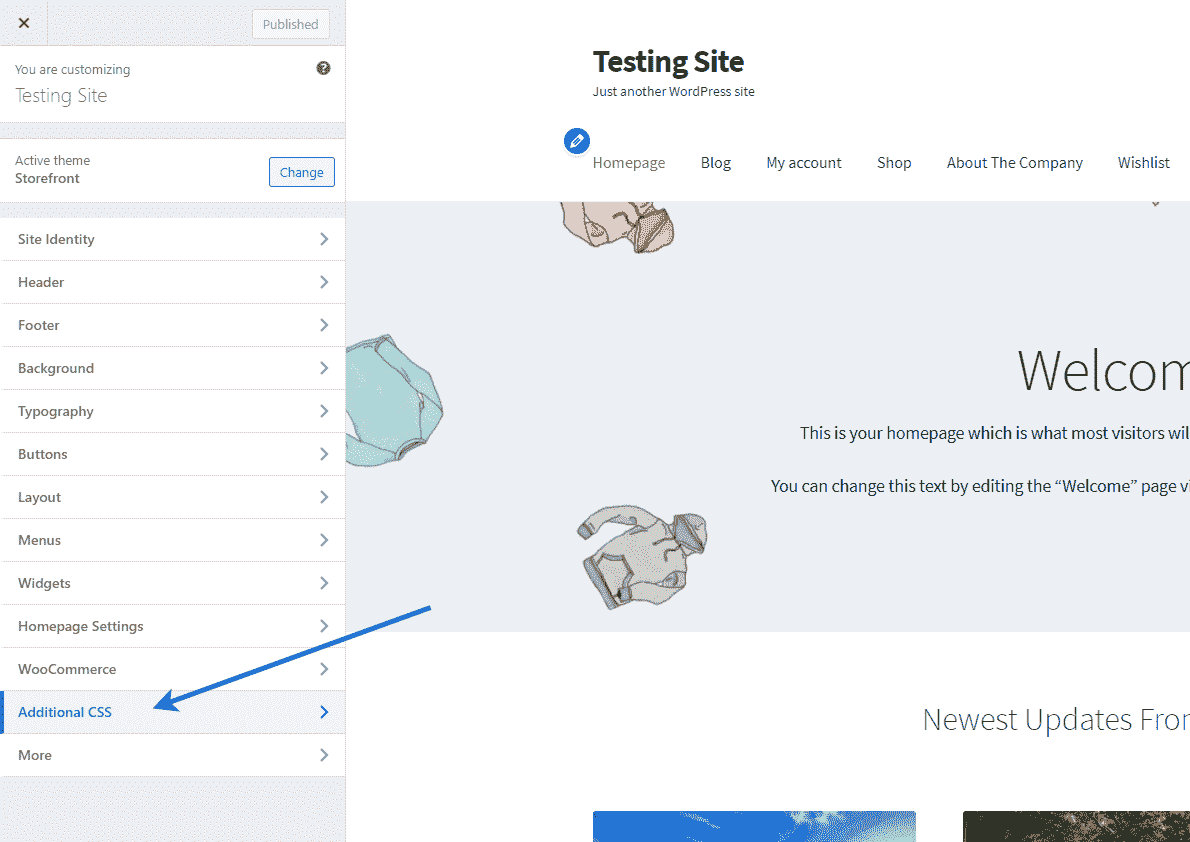 Published
You are customizing
Testing Site
Active theme
Storefront
Change
Site Identity
Header
Footer
Background
Typography
Buttons
Layout
Menus
Widgets
Homepage Settings
WooCommerce
Additional CSS
More
Testing Site
Just another WordPress site
Homepage Blog My account Shop About The Company Wishlist
Welcom
This is your homepage which is what most visitors wil
You can change this text by editing the “Welcome” page vi
Newest Updates Fro